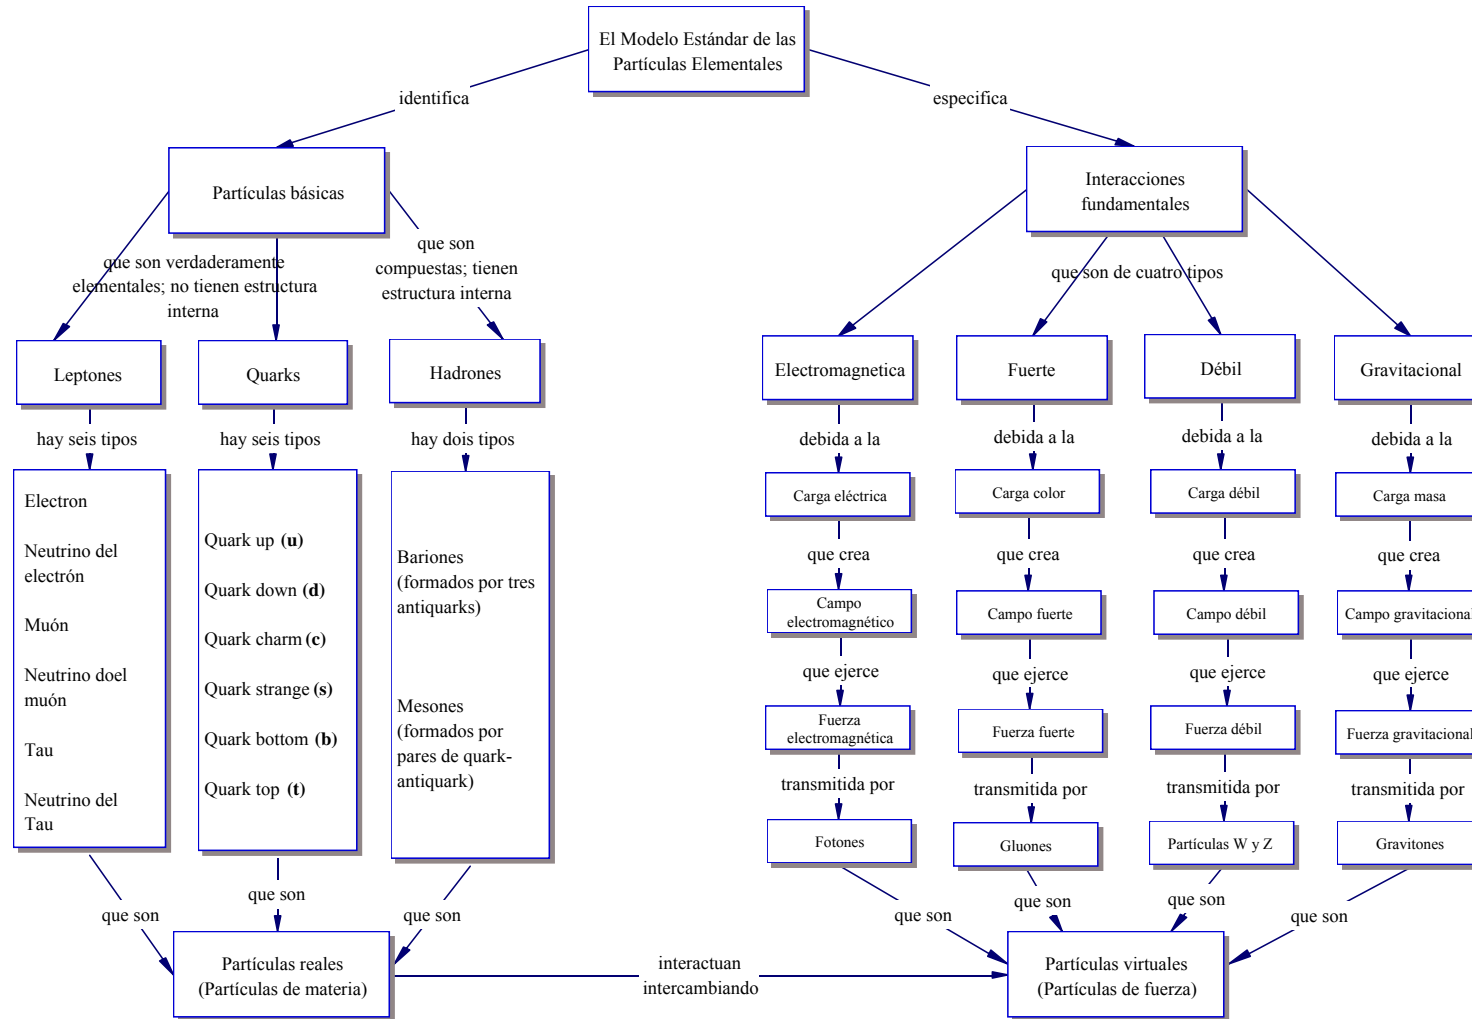 El Modelo Estándar de las
Partículas Elementales
identifica
especifica
Partículas básicas
Interacciones
fundamentales
que son verdaderamente
elementales; no tienen estructura
interna
que son
compuestas; tienen
estructura interna
que son de cuatro tipos
Leptones
Quarks
Hadrones
Electromagnetica
Fuerte
Débil
Gravitacional
hay seis tipos
hay seis tipos
hay dois tipos
debida a la
debida a la
debida a la
debida a la
Electron
Neutrino del
electrón
Muón
Neutrino doel
muón
Tau
Neutrino del
Tau
Quark up (u)
Quark down (d)
Quark charm (c)
Quark strange (s)
Quark bottom (b)
Quark top (t)
Bariones
(formados por tres
antiquarks)
Mesones
(formados por
pares de quark-
antiquark)
Carga eléctrica
Carga color
Carga débil
Carga masa
que crea
que crea
que crea
que crea
Campo
electromagnético
Campo fuerte
Campo débil
Campo gravitacional
que ejerce
que ejerce
que ejerce
que ejerce
Fuerza
electromagnética
Fuerza fuerte
Fuerza débil
Fuerza gravitacional
transmitida por
transmitida por
transmitida por
transmitida por
Fotones
Gluones
Partículas W y Z
Gravitones
que son
que son
que son
que son
que son
que son
que son
Partículas reales
(Partículas de materia)
interactuan
intercambiando
Partículas virtuales
(Partículas de fuerza)